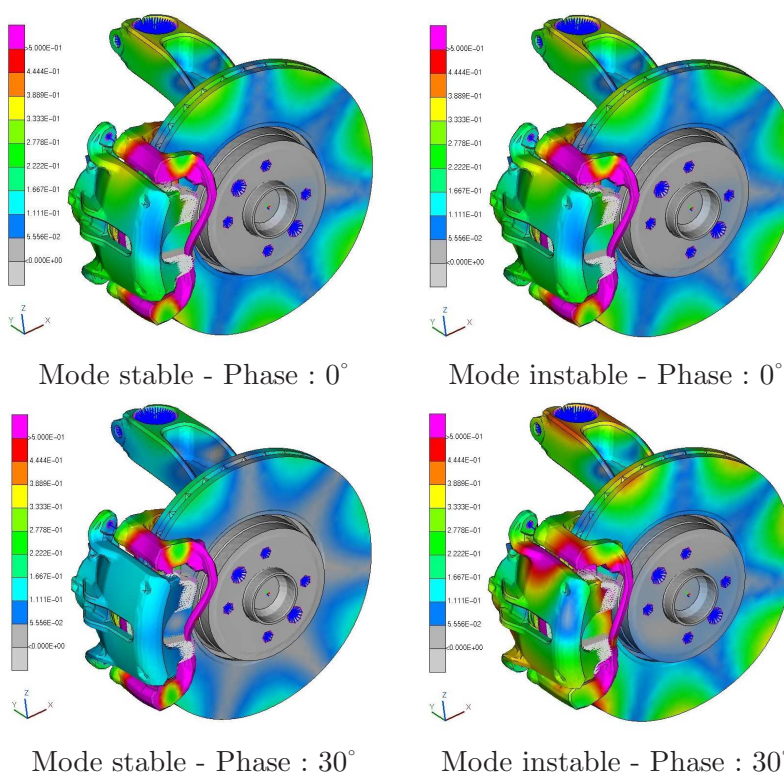 >5.000E-01
4.444E-01
3.889E-01
3.333E-01
2.778E-01
2.222E-01
1.667E-01
1.111E-01
5.556E-02
<0.000E+00
Z
Y X
>5.000E-01
4.444E-01
3.889E-01
3.333E-01
2.778E-01
2.222E-01
1.667E-01
1.111E-01
5.556E-02
<0.000E+00
Z
Y X
Mode stable - Phase : 0°
Mode instable - Phase : 0°
>5.000E-01
4.444E-01
3.889E-01
3.333E-01
2.778E-01
2.222E-01
1.667E-01
1.111E-01
5.556E-02
<0.000E+00
Z
Y X
>5.000E-01
4.444E-01
3.889E-01
3.333E-01
2.778E-01
2.222E-01
1.667E-01
1.111E-01
5.556E-02
<0.000E+00
Z
Y X
Mode stable - Phase : 30°
Mode instable - Phase : 30°